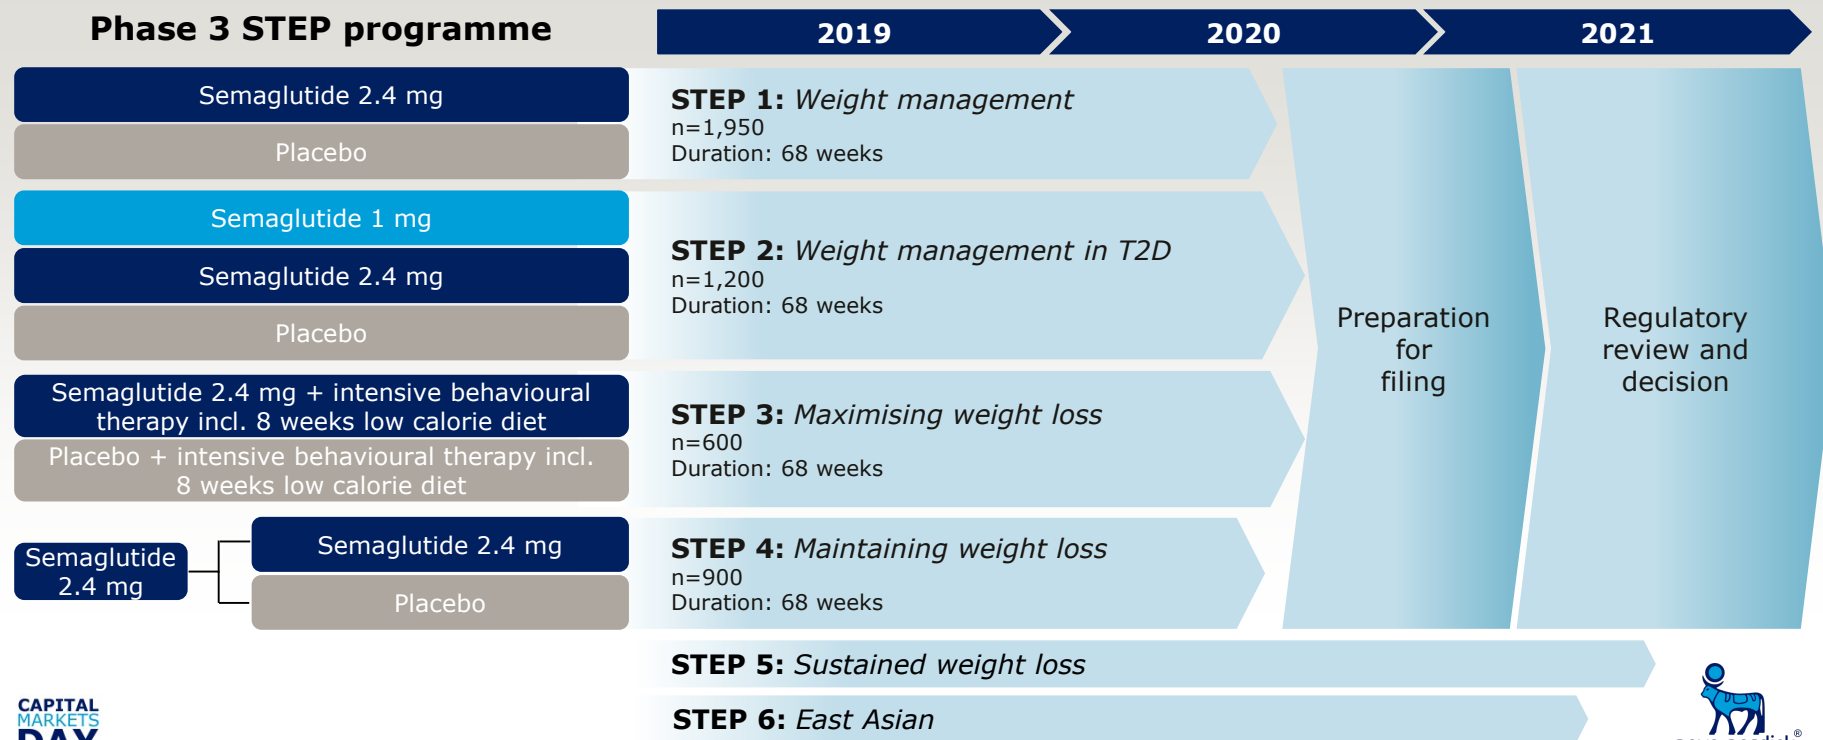 Phase 3 STEP programme
2019
2020
2021
Semaglutide 2.4 mg
Placebo
STEP 1: Weight management
n=1,950
Duration: 68 weeks
Semaglutide 1 mg
Semaglutide 2.4 mg
Placebo
STEP 2: Weight management in T2D
n=1,200
Duration: 68 weeks
Semaglutide 2.4 mg + intensive behavioural
therapy incl. 8 weeks low calorie diet
Placebo + intensive behavioural therapy incl.
8 weeks low calorie diet
STEP 3: Maximising weight loss
n=600
Duration: 68 weeks
Semaglutide
2.4 mg
Semaglutide 2.4 mg
Placebo
STEP 4: Maintaining weight loss
n=900
Duration: 68 weeks
Preparation
for
filing
Regulatory
review and
decision
STEP 5: Sustained weight loss
STEP 6: East Asian
CAPITAL
MARKETS
DAY
®